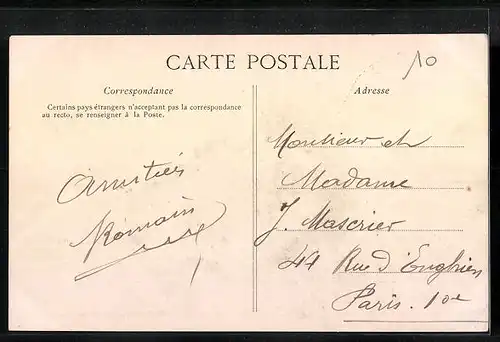 CARTE POSTALE
10
Correspondance
Certains pays étrangers n'acceptant pas la correspondance
au recto, se renseigner à la Poste.
Amitiés
Romain
Adresse
Monsieur et
Madame
J. Mascrier
44 Rue d'Enghien
Paris. 10e